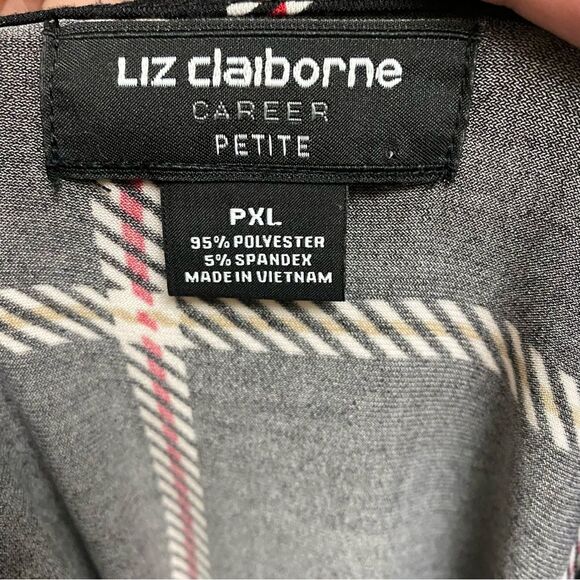 Liz claiborne
CAREER
PETITE
PXL
95% POLYESTER
5% SPANDEX
MADE IN VIETNAM